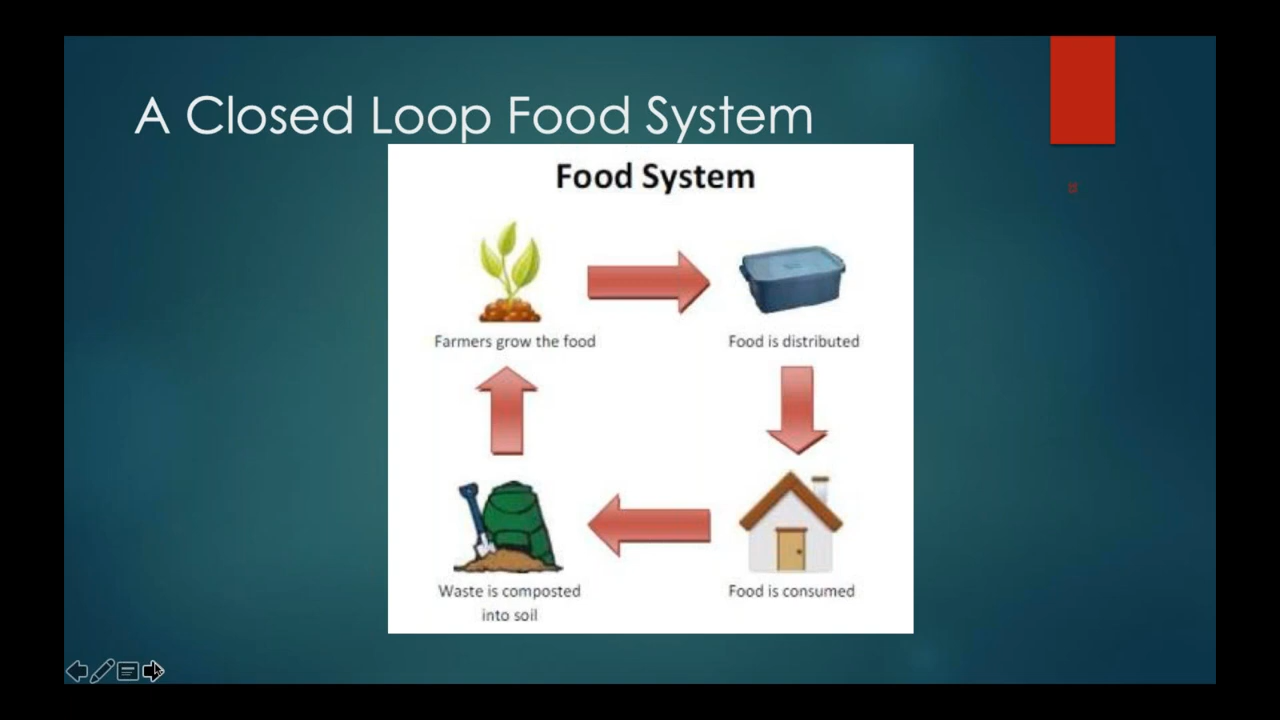 A Closed Loop Food System
Food System
Farmers grow the food
Food is distributed
Waste is composted
into soil
Food is consumed